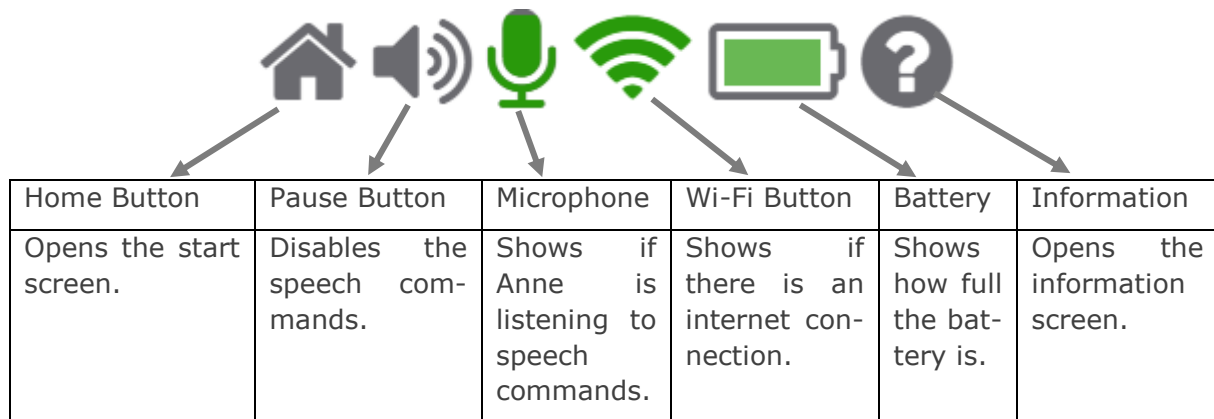 ?
Home Button
Pause Button
Microphone
Wi-Fi Button
Battery
Information
Opens the start
screen.
Disables the
speech com-
mands.
Shows if
Anne is
listening to
speech
commands.
Shows if
there is an
internet con-
nection.
Shows
how full
the bat-
tery is.
Opens the
information
screen.